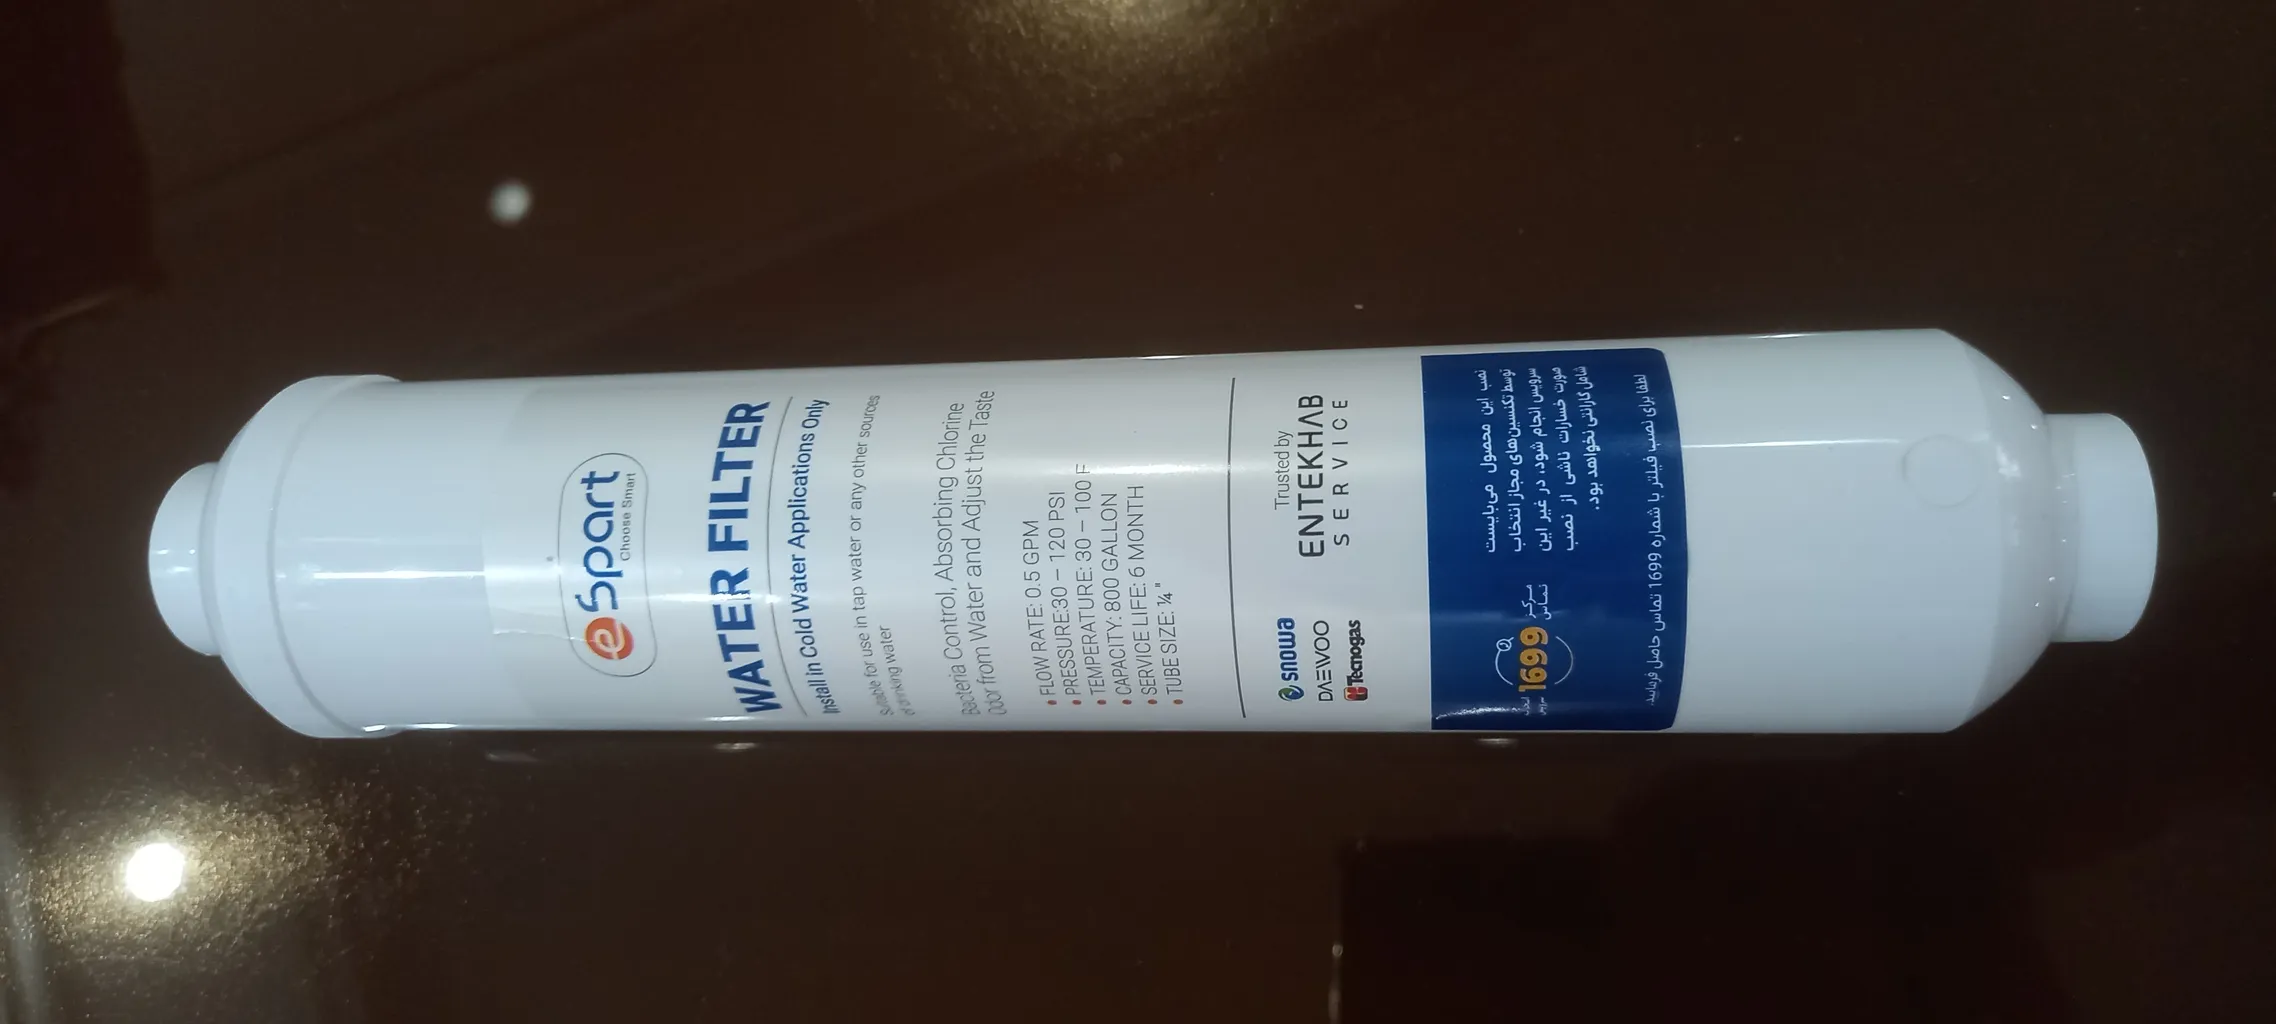 e Spart
Choose Smart
WATER FILTER
Install in Cold Water Applications Only
Suitable for use in tap water or any other sources
of drinking water
Bacteria Control, Absorbing Chlorine
Odor from Water and Adjust the Taste
• FLOW RATE: 0.5 GPM
• PRESSURE:30 – 120 PSI
• TEMPERATURE: 30 – 100 F
• CAPACITY: 800 GALLON
• SERVICE LIFE: 6 MONTH
• TUBE SIZE: ¼"
snowa
DAEWOO
Tecnogas
Trusted by
ENTEKHAB
SERVICE
نصب این محصول می‌بایست
توسط تکنسین‌های مجاز انتخاب
سرویس انجام شود، در غیر این
صورت خسارات ناشی از نصب
شامل گارانتی نخواهد بود.
مرکز
تماس
1699
انتخاب
سرویس
لطفا برای نصب فیلتر با شماره 1699 تماس حاصل فرمایید.